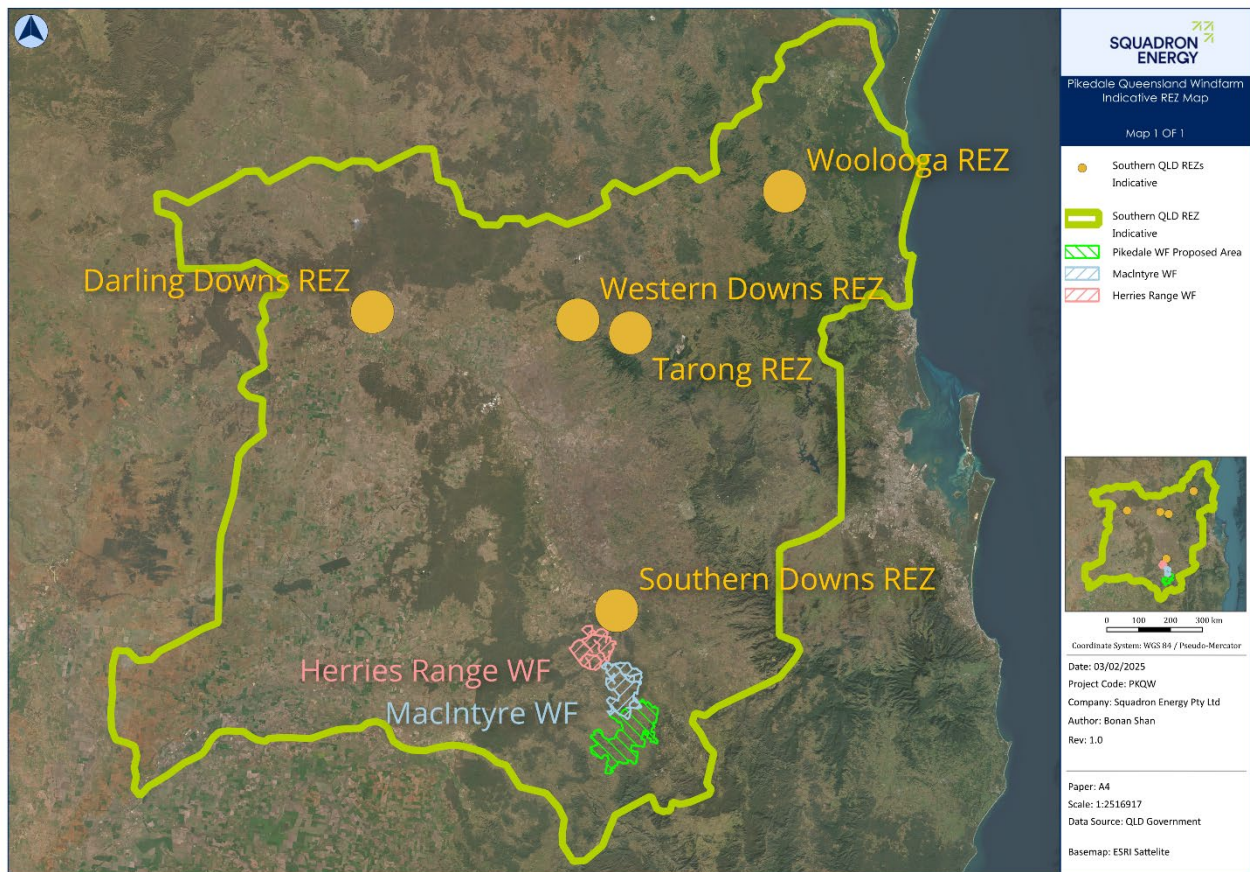 Woolooga REZ
Darling Downs REZ
Western Downs REZ
Tarong REZ
Southern Downs REZ
Herries Range WF
MacIntyre WF
SQUADRON
ENERGY
Pikedale Queensland Windfarm
Indicative REZ Map
Map 1 OF 1
Southern QLD REZs
Indicative
Southern QLD REZ
Indicative
Pikedale WF Proposed Area
MacIntyre WF
Herries Range WF
0 100 200 300 km
Coordinate System: WGS 84 / Pseudo-Mercator
Date: 03/02/2025
Project Code: PKQW
Company: Squadron Energy Pty Ltd
Author: Bonan Shan
Rev: 1.0
Paper: A4
Scale: 1:2516917
Data Source: QLD Government
Basemap: ESRI Sattelite